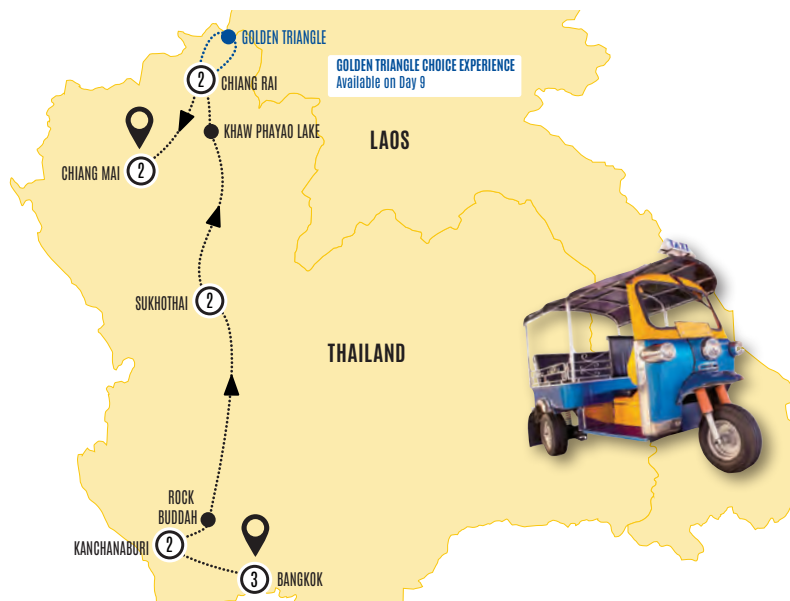 GOLDEN TRIANGLE
GOLDEN TRIANGLE CHOICE EXPERIENCE
Available on Day 9
2
CHIANG RAI
KHAW PHAYAO LAKE
LAOS
CHIANG MAI
2
TAXI
SUKHOTHAI
2
THAILAND
ROCK
BUDDAH
KANCHANABURI
2
3
BANGKOK